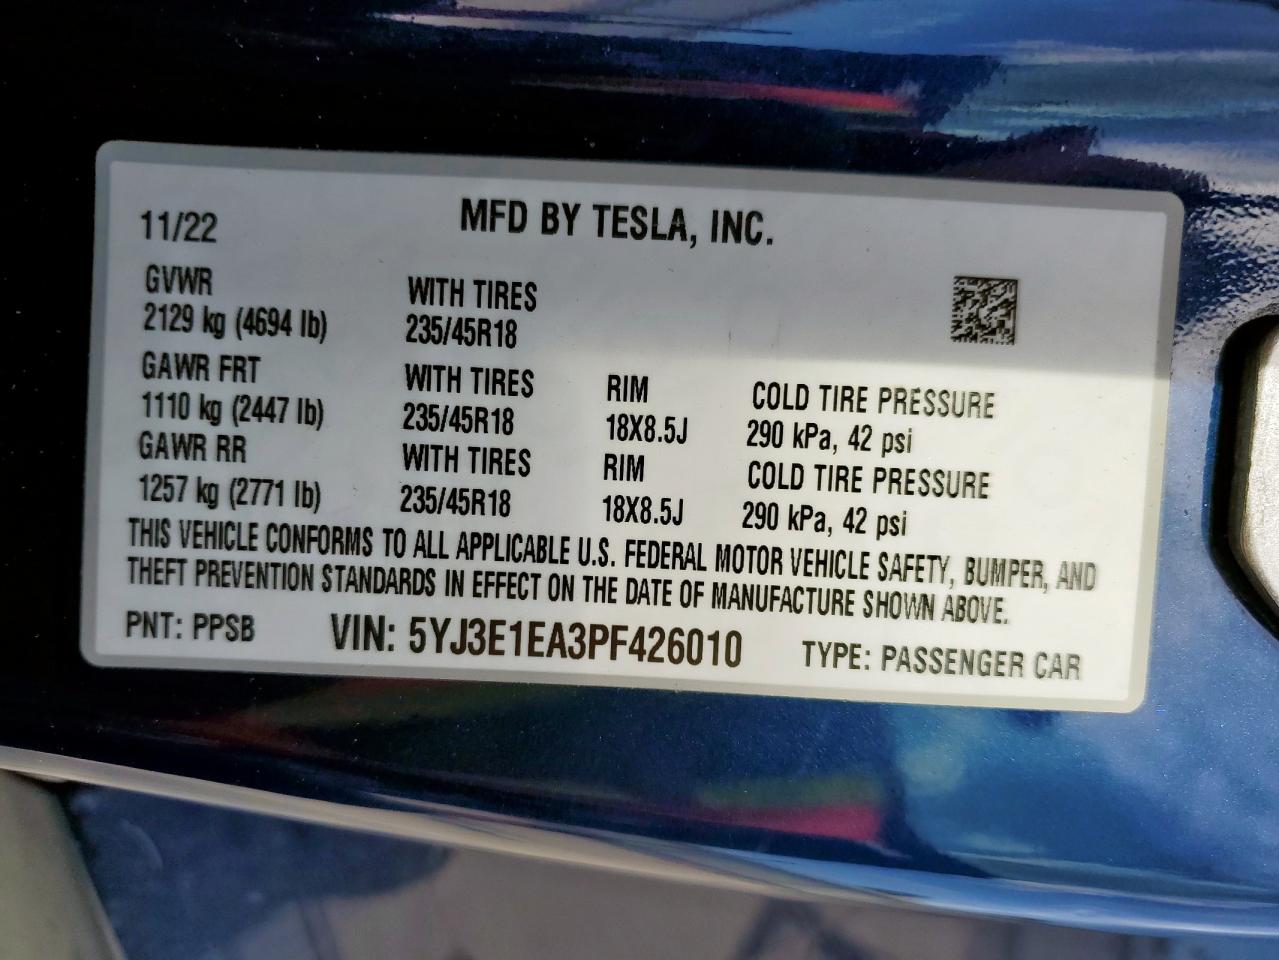 11/22 MFD BY TESLA, INC.
GVWR WITH TIRES
2129 kg (4694 lb) 235/45R18
GAWR FRT WITH TIRES RIM COLD TIRE PRESSURE
1110 kg (2447 lb) 235/45R18 18X8.5J 290 kPa, 42 psi
GAWR RR WITH TIRES RIM COLD TIRE PRESSURE
1257 kg (2771 lb) 235/45R18 18X8.5J 290 kPa, 42 psi
THIS VEHICLE CONFORMS TO ALL APPLICABLE U.S. FEDERAL MOTOR VEHICLE SAFETY, BUMPER, AND
THEFT PREVENTION STANDARDS IN EFFECT ON THE DATE OF MANUFACTURE SHOWN ABOVE.
PNT: PPSB VIN: 5YJ3E1EA3PF426010 TYPE: PASSENGER CAR